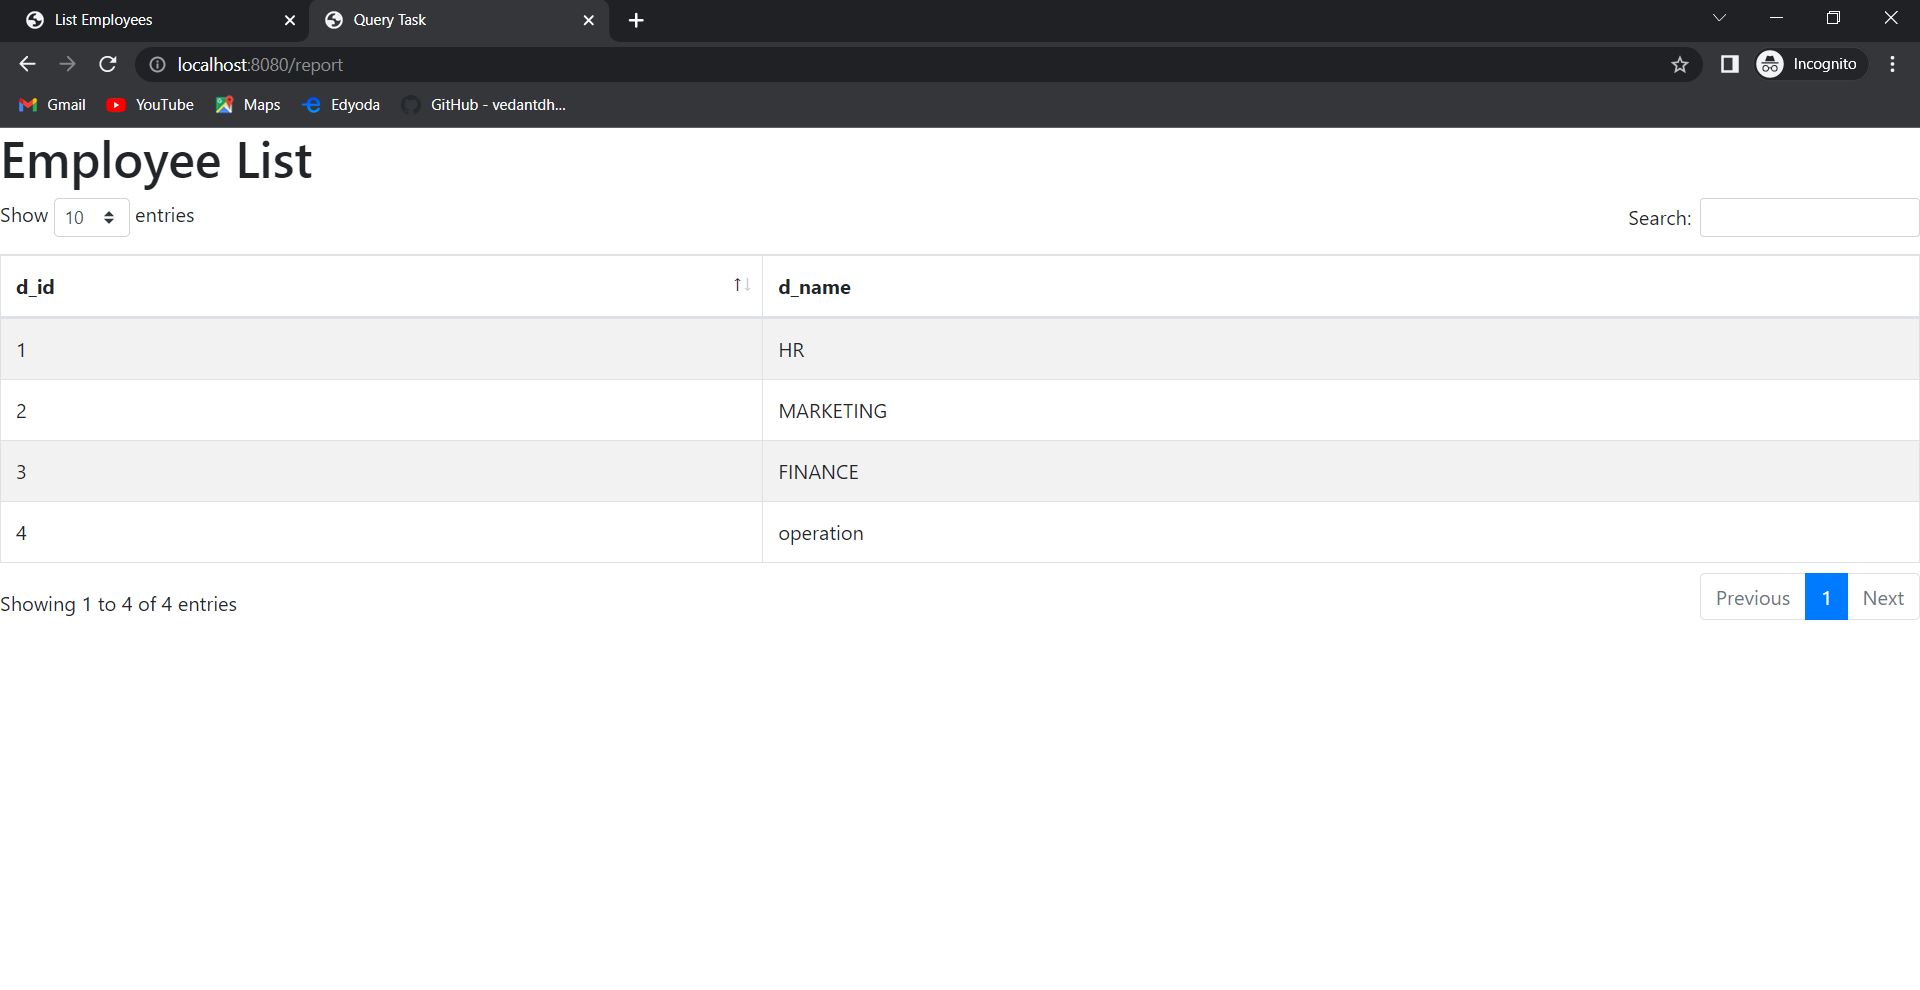 List Employees
Query Task
localhost:8080/report
Incognito
Gmail YouTube Maps Edyoda GitHub - vedantdh...
Employee List
Show 10 entries
Search:
d_id d_name
1 HR
2 MARKETING
3 FINANCE
4 operation
Showing 1 to 4 of 4 entries
Previous 1 Next